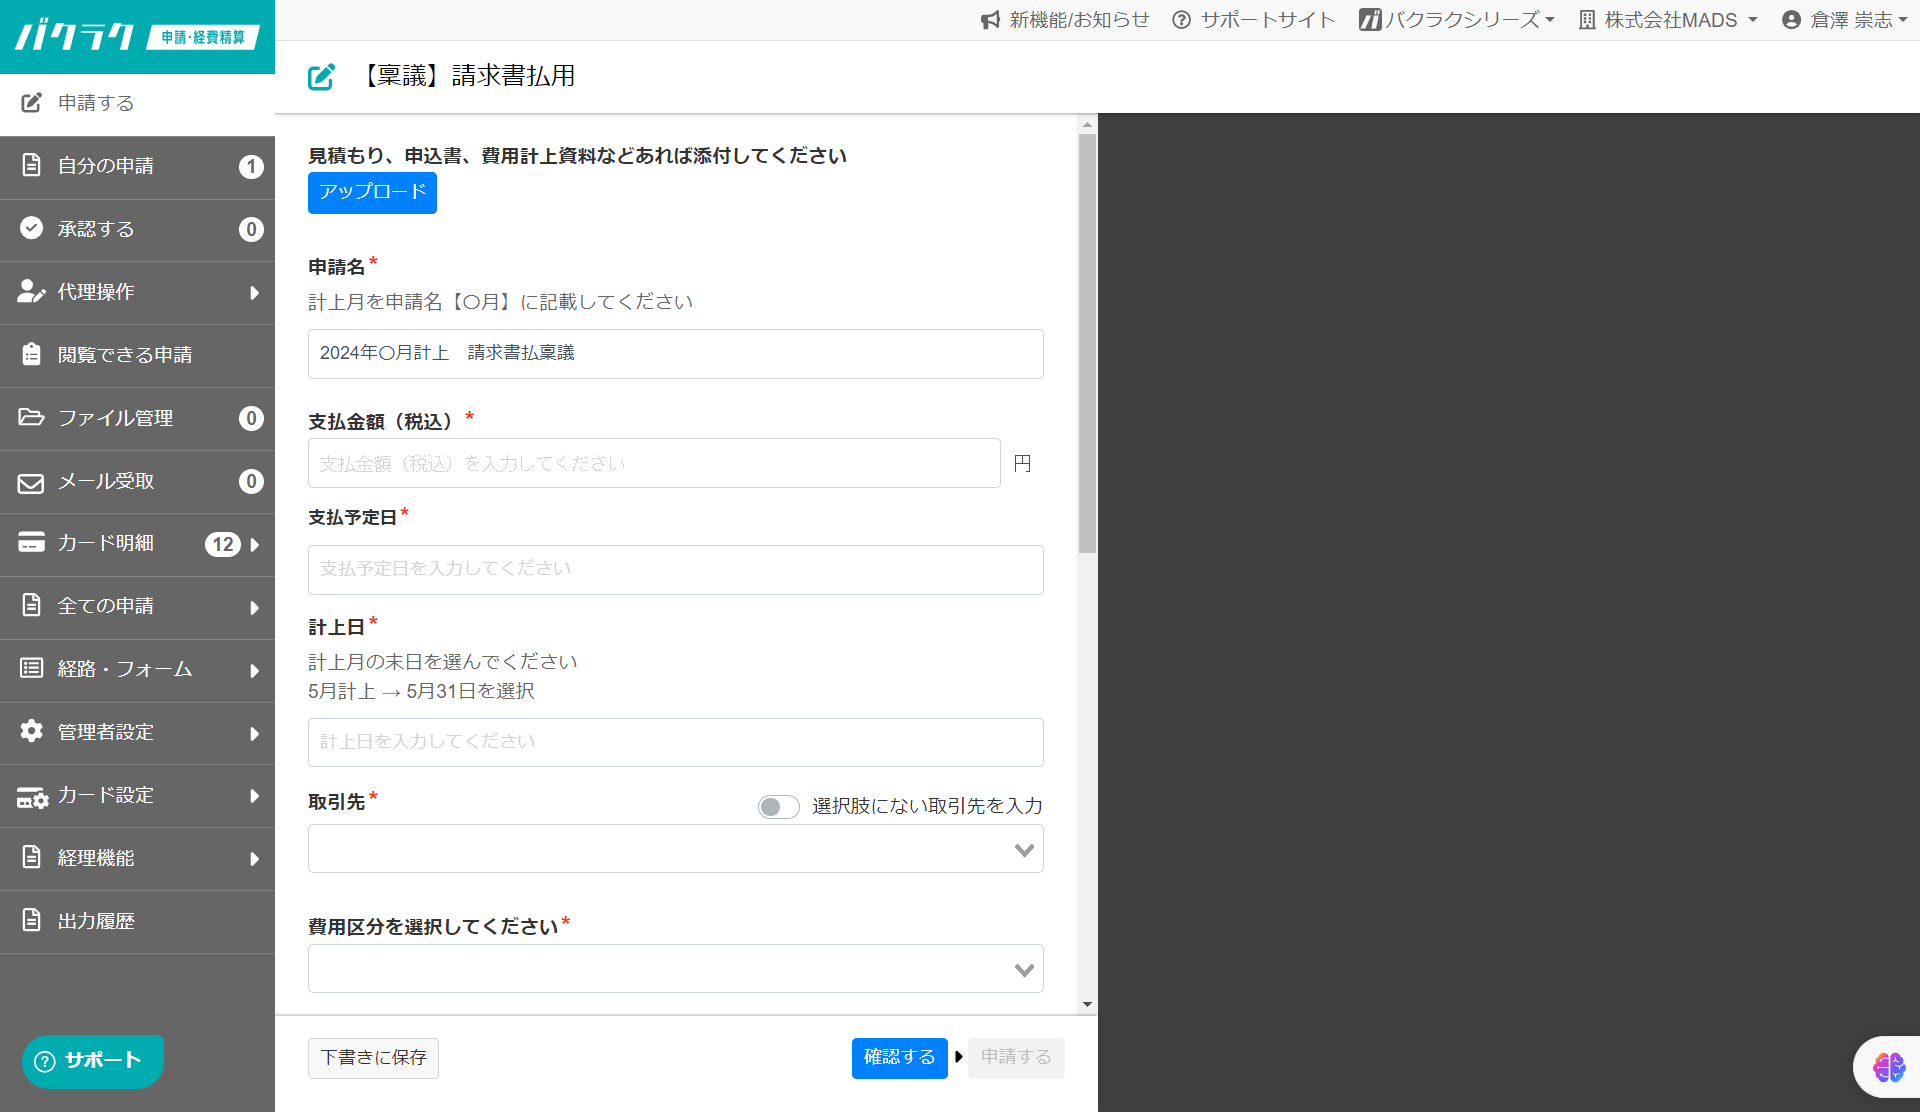 バクラク 申請・経費精算
新機能/お知らせ
サポートサイト
バクラクシリーズ
株式会社MADS
倉澤 崇志
申請する
自分の申請 1
承認する 0
代理操作
閲覧できる申請
ファイル管理 0
メール受取 0
カード明細 12
全ての申請
経路・フォーム
管理者設定
カード設定
経理機能
出力履歴
サポート
【稟議】請求書払用
見積もり、申込書、費用計上資料などあれば添付してください
アップロード
申請名*
計上月を申請名【〇月】に記載してください
2024年〇月計上　請求書払稟議
支払金額（税込）*
支払金額（税込）を入力してください 円
支払予定日*
支払予定日を入力してください
計上日*
計上月の末日を選んでください
5月計上 → 5月31日を選択
計上日を入力してください
取引先* 選択肢にない取引先を入力
費用区分を選択してください*
下書きに保存
確認する
申請する